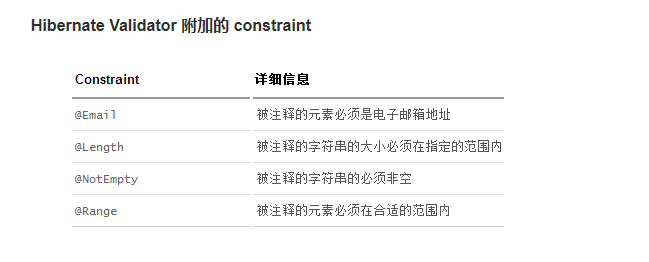 Hibernate Validator 附加的 constraint
Constraint 详细信息
@Email 被注释的元素必须是电子邮箱地址
@Length 被注释的字符串的大小必须在指定的范围内
@NotEmpty 被注释的字符串的必须非空
@Range 被注释的元素必须在合适的范围内